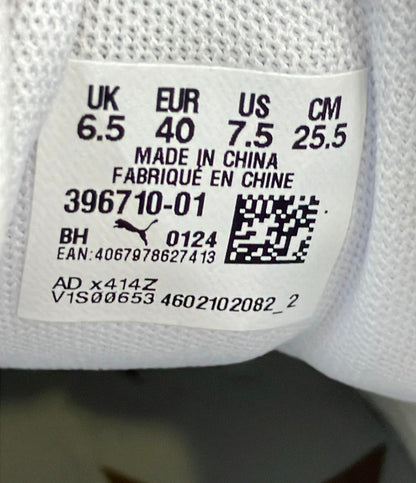 UK EUR US CM
6.5 40 7.5 25.5
MADE IN CHINA
FABRIQUÉ EN CHINE
396710-01
BH 0124
EAN:4067978627413
AD x414Z
V1S00653 4602102082_2